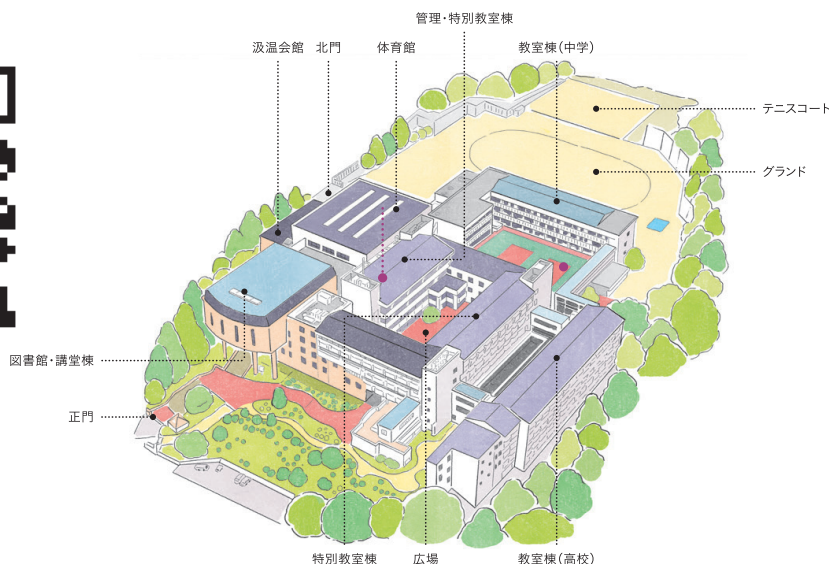 管理・特別教室棟
汲温会館
北門
体育館
教室棟(中学)
テニスコート
グランド
図書館・講堂棟
正門
特別教室棟
広場
教室棟(高校)